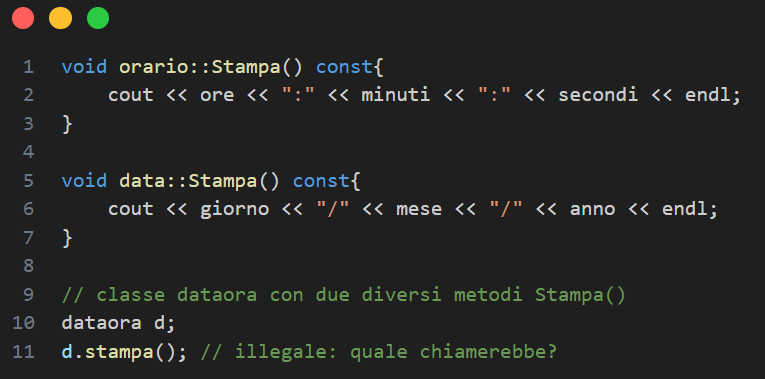 1 void orario::Stampa() const{
2     cout << ore << ":" << minuti << ":" << secondi << endl;
3 }
4
5 void data::Stampa() const{
6     cout << giorno << "/" << mese << "/" << anno << endl;
7 }
8
9 // classe dataora con due diversi metodi Stampa()
10 dataora d;
11 d.stampa(); // illegale: quale chiamerebbe?